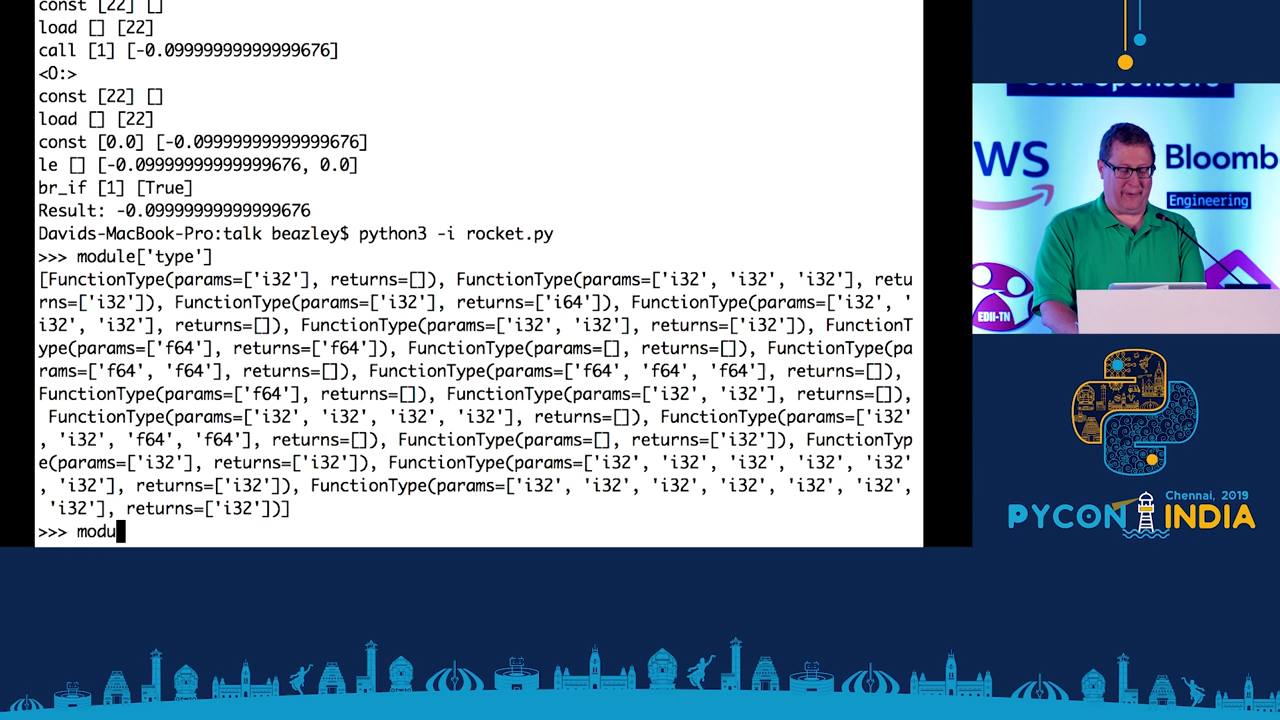 const [22] []
load [] [22]
call [1] [-0.09999999999999676]
<0:>
const [22] []
load [] [22]
const [0.0] [-0.09999999999999676]
le [] [-0.09999999999999676, 0.0]
br_if [1] [True]
Result: -0.09999999999999676
Davids-MacBook-Pro:talk beazley$ python3 -i rocket.py
>>> module['type']
[FunctionType(params=['i32'], returns=[]), FunctionType(params=['i32', 'i32', 'i32'], retu
rns=['i32']), FunctionType(params=['i32'], returns=['i64']), FunctionType(params=['i32', '
i32', 'i32'], returns=[]), FunctionType(params=['i32', 'i32'], returns=['i32']), FunctionT
ype(params=['f64'], returns=['f64']), FunctionType(params=[], returns=[]), FunctionType(pa
rams=['f64', 'f64'], returns=[]), FunctionType(params=['f64', 'f64', 'f64'], returns=[]),
FunctionType(params=['f64'], returns=[]), FunctionType(params=['i32', 'i32'], returns=[]),
FunctionType(params=['i32', 'i32', 'i32', 'i32'], returns=[]), FunctionType(params=['i32'
, 'i32', 'f64', 'f64'], returns=[]), FunctionType(params=[], returns=['i32']), FunctionTyp
e(params=['i32'], returns=['i32']), FunctionType(params=['i32', 'i32', 'i32', 'i32', 'i32'
, 'i32'], returns=['i32']), FunctionType(params=['i32', 'i32', 'i32', 'i32', 'i32', 'i32',
'i32'], returns=['i32'])]
>>> modu
Sponsors
WS
Bloomb
Engineering
EDII-TN
Chennai, 2019
PYCON INDIA